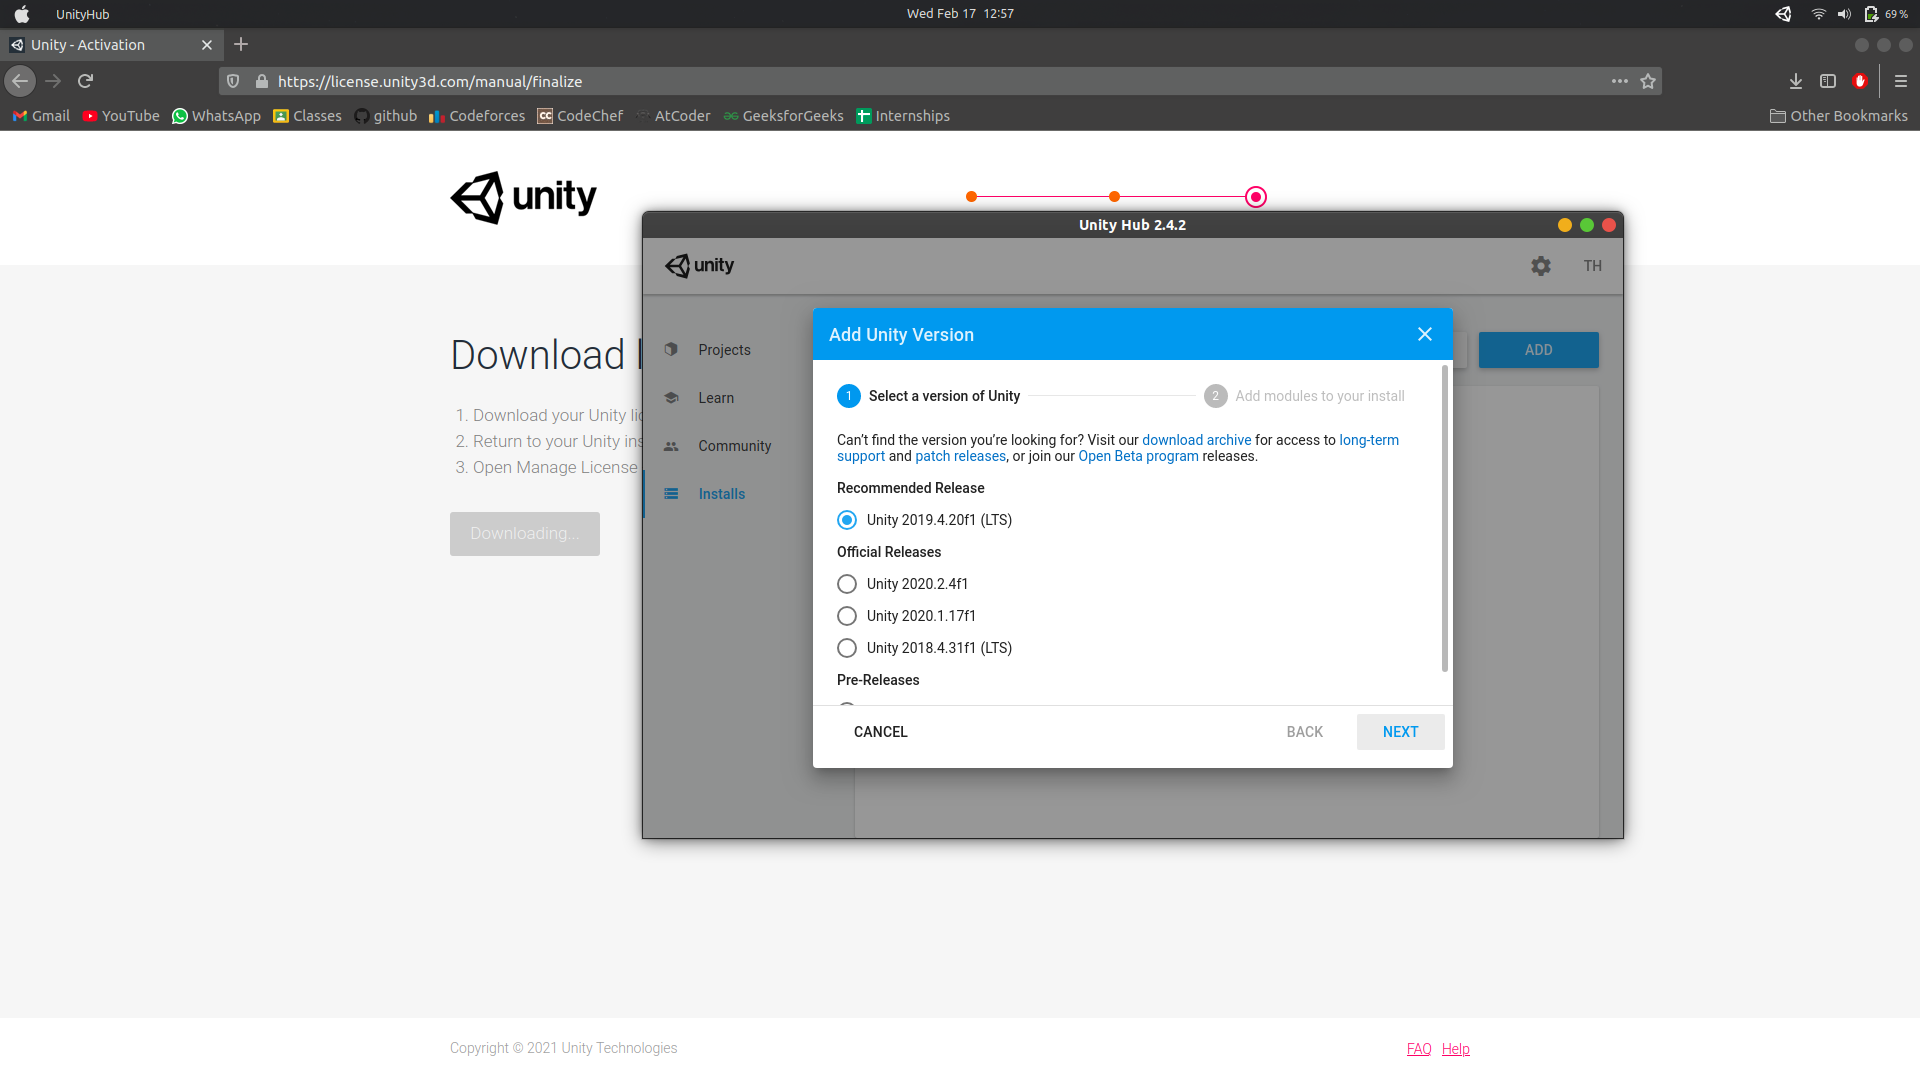 UnityHub
Wed Feb 17 12:57
69 %
Unity - Activation
https://license.unity3d.com/manual/finalize
Gmail
YouTube
WhatsApp
Classes
github
Codeforces
CC CodeChef
AtCoder
GeeksforGeeks
Internships
Other Bookmarks
unity
Download
1. Download your Unity
2. Return to your Unity
3. Open Manage License
Downloading...
Unity Hub 2.4.2
unity
TH
Projects
Learn
Community
Installs
ADD
Add Unity Version
1 Select a version of Unity
2 Add modules to your install
Can't find the version you're looking for? Visit our download archive for access to long-term
support and patch releases, or join our Open Beta program releases.
Recommended Release
Unity 2019.4.20f1 (LTS)
Official Releases
Unity 2020.2.4f1
Unity 2020.1.17f1
Unity 2018.4.31f1 (LTS)
Pre-Releases
CANCEL
BACK
NEXT
Copyright © 2021 Unity Technologies
FAQ
Help